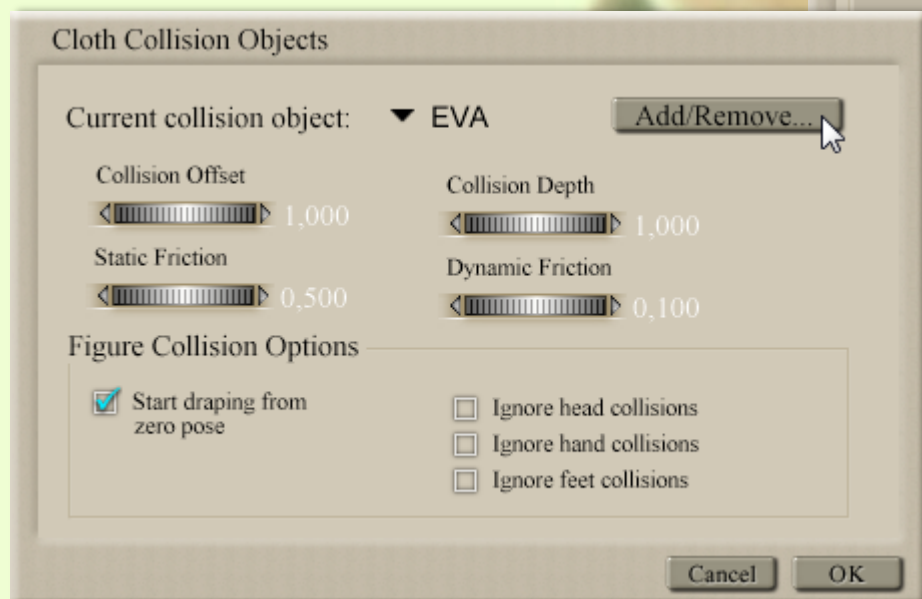 Cloth Collision Objects
Current collision object: EVA Add/Remove...
Collision Offset
1,000
Collision Depth
1,000
Static Friction
0,500
Dynamic Friction
0,100
Figure Collision Options
Start draping from
zero pose
Ignore head collisions
Ignore hand collisions
Ignore feet collisions
Cancel OK